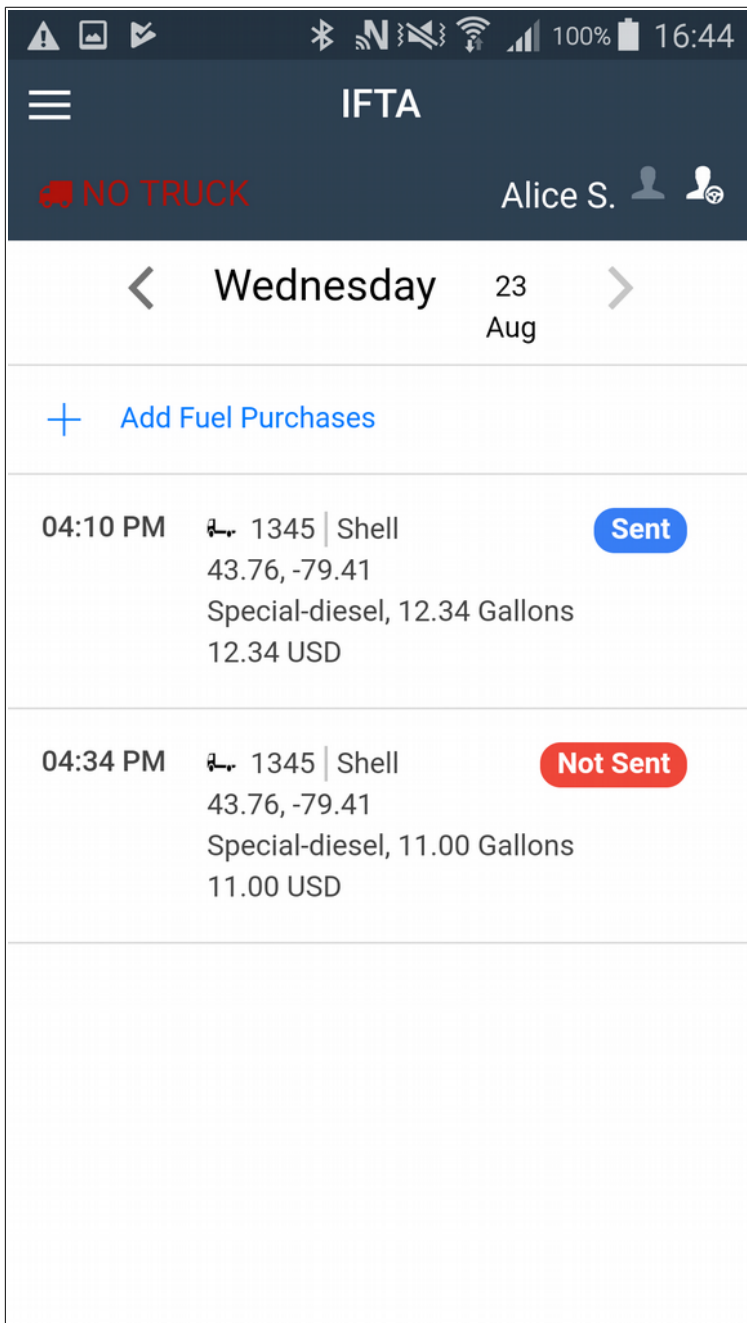 100% 16:44
IFTA
NO TRUCK Alice S.
Wednesday 23
Aug
Add Fuel Purchases
04:10 PM 1345 | Shell Sent
43.76, -79.41
Special-diesel, 12.34 Gallons
12.34 USD
04:34 PM 1345 | Shell Not Sent
43.76, -79.41
Special-diesel, 11.00 Gallons
11.00 USD